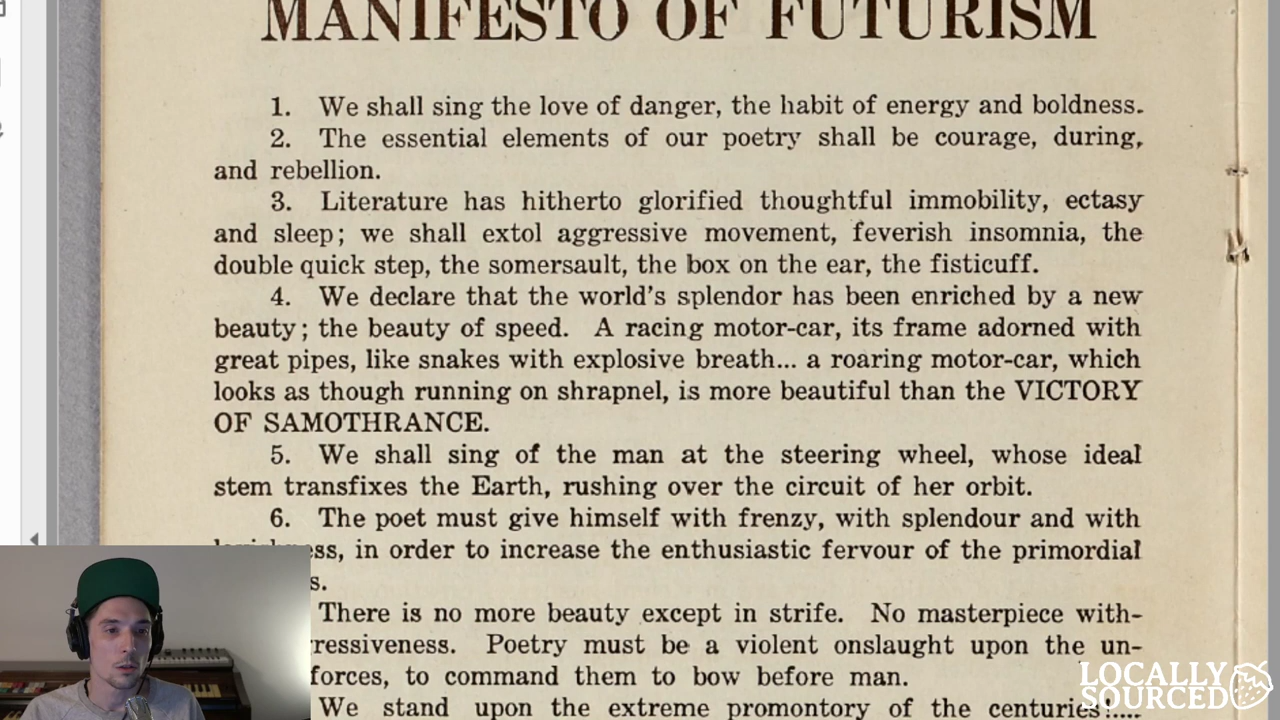 MANIFESTO OF FUTURISM
1. We shall sing the love of danger, the habit of energy and boldness.
2. The essential elements of our poetry shall be courage, during,
and rebellion.
3. Literature has hitherto glorified thoughtful immobility, ectasy
and sleep; we shall extol aggressive movement, feverish insomnia, the
double quick step, the somersault, the box on the ear, the fisticuff.
4. We declare that the world's splendor has been enriched by a new
beauty; the beauty of speed. A racing motor-car, its frame adorned with
great pipes, like snakes with explosive breath... a roaring motor-car, which
looks as though running on shrapnel, is more beautiful than the VICTORY
OF SAMOTHRANCE.
5. We shall sing of the man at the steering wheel, whose ideal
stem transfixes the Earth, rushing over the circuit of her orbit.
6. The poet must give himself with frenzy, with splendour and with
in order to increase the enthusiastic fervour of the primordial
There is no more beauty except in strife. No masterpiece with-
ressiveness. Poetry must be a violent onslaught upon the un-
forces, to command them to bow before man.
We stand upon the extreme promontory of the centuries!....
LOCALLY
SOURCED